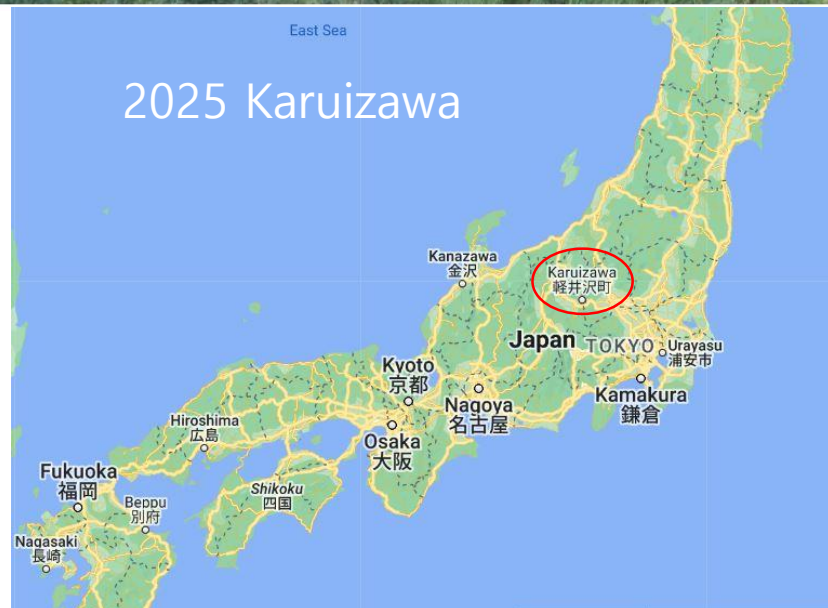 East Sea
2025 Karuizawa
Kanazawa
金沢
Karuizawa
軽井沢町
Japan
TOKYO
Urayasu
浦安市
Kyoto
京都
Nagoya
名古屋
Kamakura
鎌倉
Hiroshima
広島
Osaka
大阪
Fukuoka
福岡
Shikoku
四国
Beppu
別府
Nagasaki
長崎